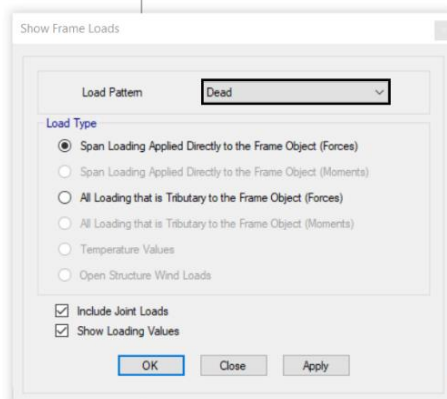 Show Frame Loads
Load Pattern Dead
Load Type
Span Loading Applied Directly to the Frame Object (Forces)
Span Loading Applied Directly to the Frame Object (Moments)
All Loading that is Tributary to the Frame Object (Forces)
All Loading that is Tributary to the Frame Object (Moments)
Temperature Values
Open Structure Wind Loads
Include Joint Loads
Show Loading Values
OK Close Apply